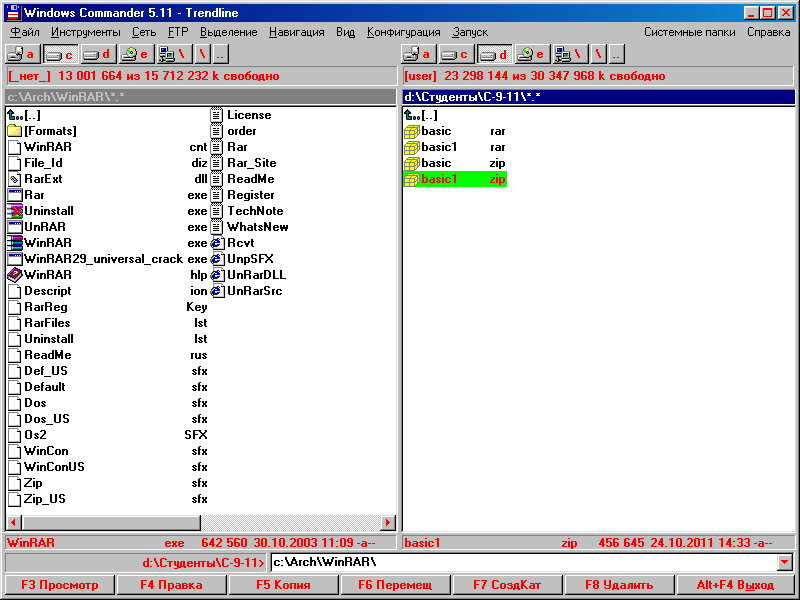 Windows Commander 5.11 - Trendline
Файл Инструменты Сеть FTP Выделение Навигация Вид Конфигурация Запуск Системные папки Справка
a c d e \ \ .. a c d e \ \ ..
[_нет_] 13 001 664 из 15 712 232 k свободно
[user] 23 298 144 из 30 347 968 k свободно
c:\Arch\WinRAR\*.*
[..]
[Formats]
WinRAR cnt
File_Id diz
RarExt dll
Rar exe
Uninstall exe
UnRAR exe
WinRAR exe
WinRAR29_universal_crack exe
WinRAR hlp
Descript ion
RarReg Key
RarFiles lst
Uninstall lst
ReadMe rus
Def_US sfx
Default sfx
Dos sfx
Dos_US sfx
Os2 SFX
WinCon sfx
WinConUS sfx
Zip sfx
Zip_US sfx
License
order
Rar
Rar_Site
ReadMe
Register
TechNote
WhatsNew
Rcvt
UnpSFX
UnRarDLL
UnRarSrc
WinRAR exe 642 560 30.10.2003 11:09 -a--
d:\Студенты\С-9-11\*.*
[..]
basic rar
basic1 rar
basic zip
basic1 zip
basic1 zip 456 645 24.10.2011 14:33 -a--
d:\Студенты\С-9-11> c:\Arch\WinRAR\
F3 Просмотр F4 Правка F5 Копия F6 Перемещ F7 СоздКат F8 Удалить Alt+F4 Выход